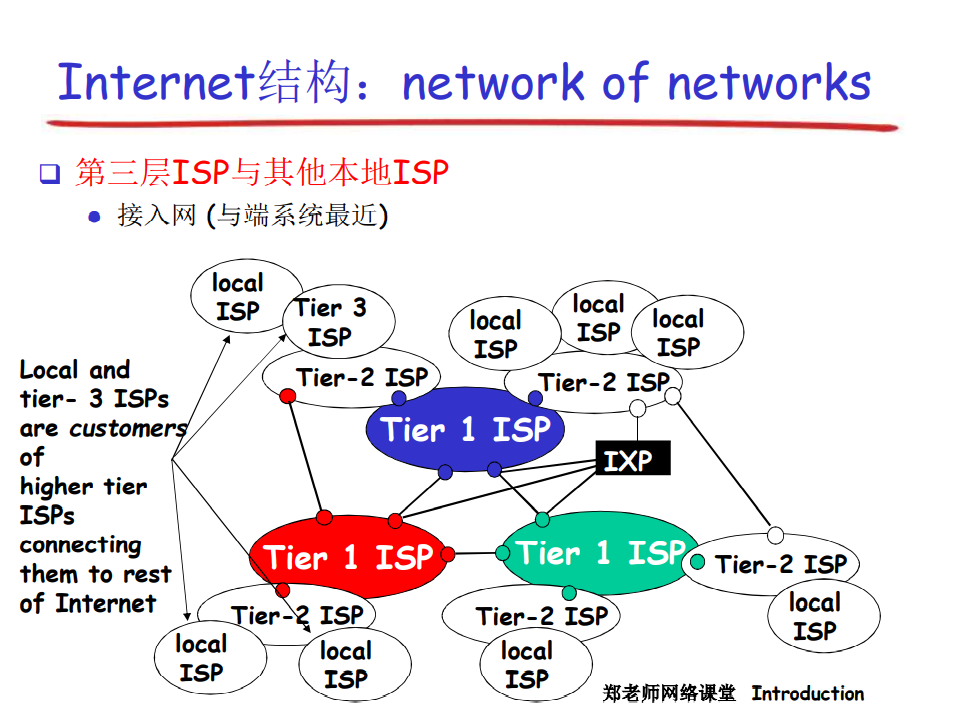 Internet结构：network of networks
第三层ISP与其他本地ISP
接入网 (与端系统最近)
local
ISP
Tier 3
ISP
local
ISP
local
ISP
local
ISP
Tier-2 ISP
Tier-2 ISP
Local and
tier- 3 ISPs
are customers
of
higher tier
ISPs
connecting
them to rest
of Internet
Tier 1 ISP
IXP
Tier 1 ISP
Tier 1 ISP
Tier-2 ISP
Tier-2 ISP
Tier-2 ISP
local
ISP
local
ISP
local
ISP
local
ISP
郑老师网络课堂 Introduction